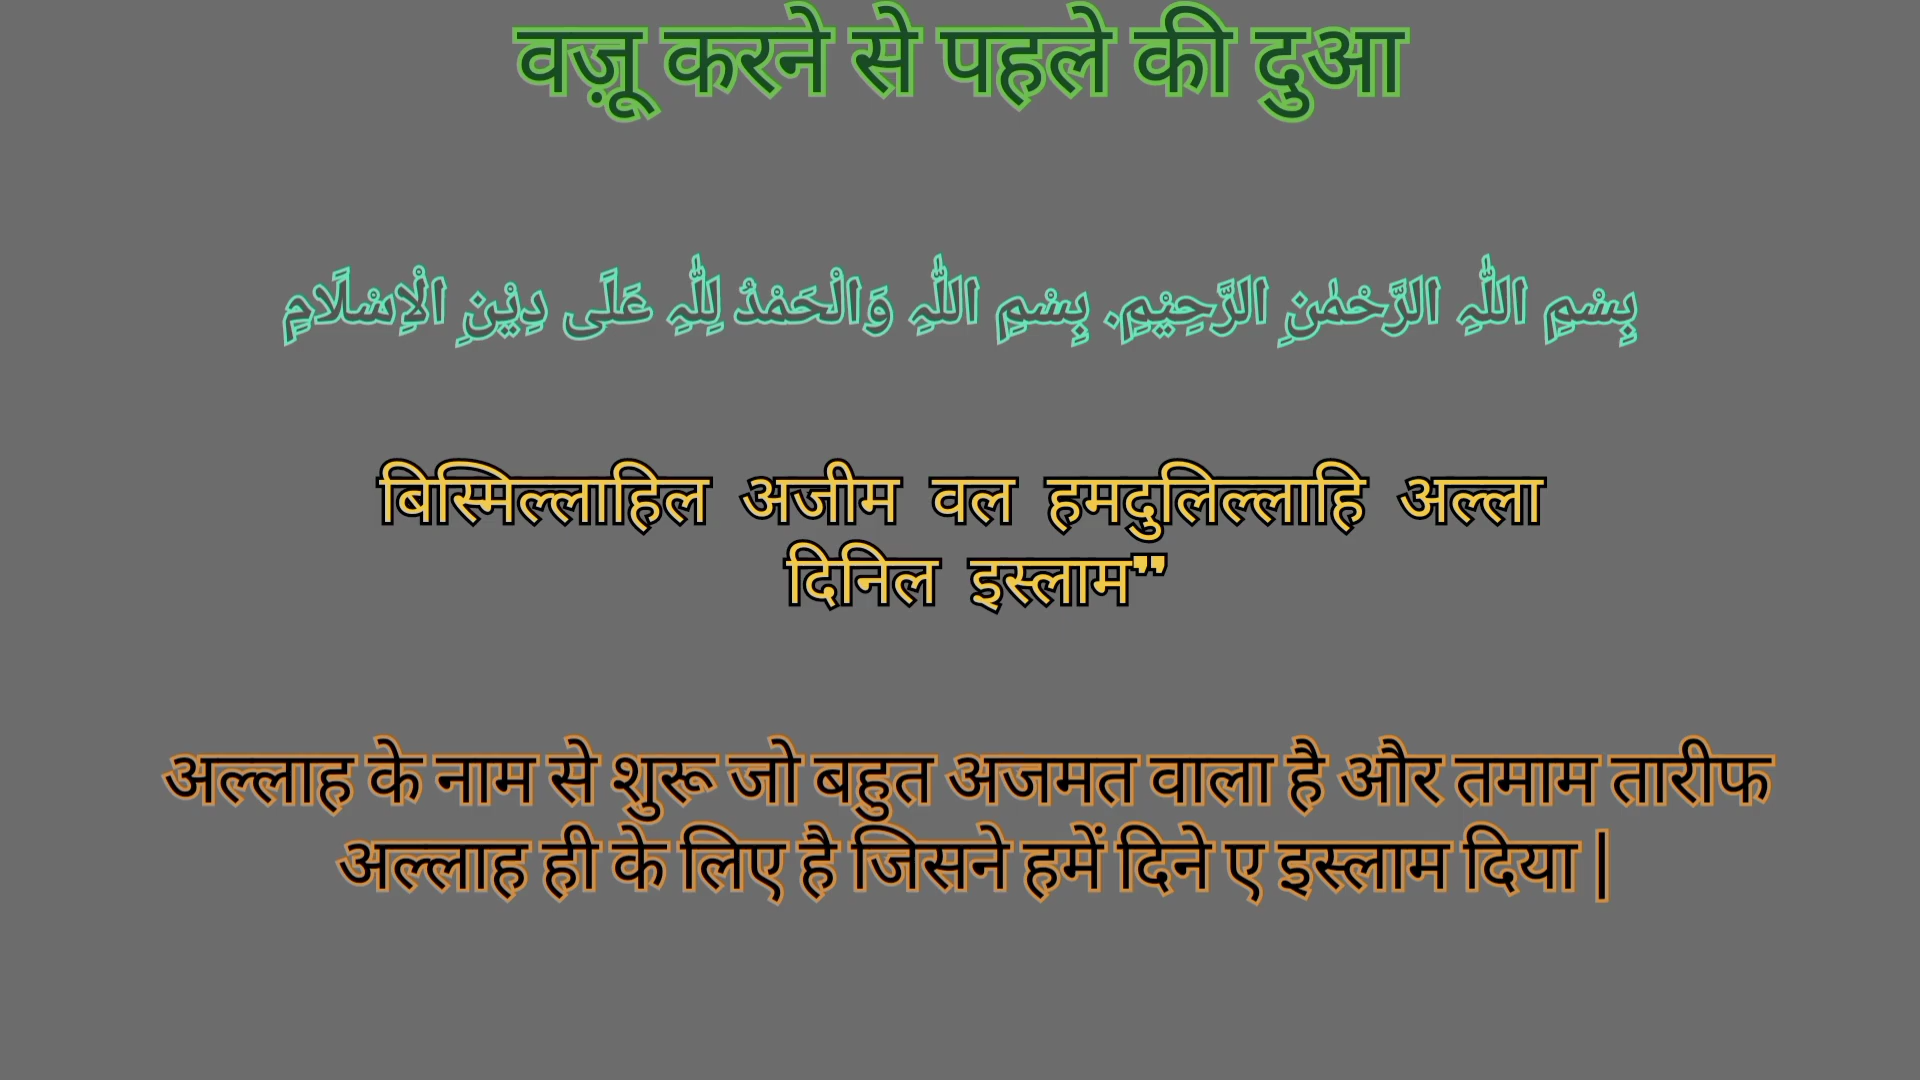 वज़ू करने से पहले की दुआ
بِسْمِ اللّٰہِ الرَّحْمٰنِ الرَّحِیْمِ. بِسْمِ اللّٰہِ وَالْحَمْدُ لِلّٰہِ عَلَی دِیْنِ الْاِسْلَامِ
बिस्मिल्लाहिल अजीम वल हमदुलिल्लाहि अल्ला
दिनिल इस्लाम"
अल्लाह के नाम से शुरू जो बहुत अजमत वाला है और तमाम तारीफ
अल्लाह ही के लिए है जिसने हमें दिने ए इस्लाम दिया |